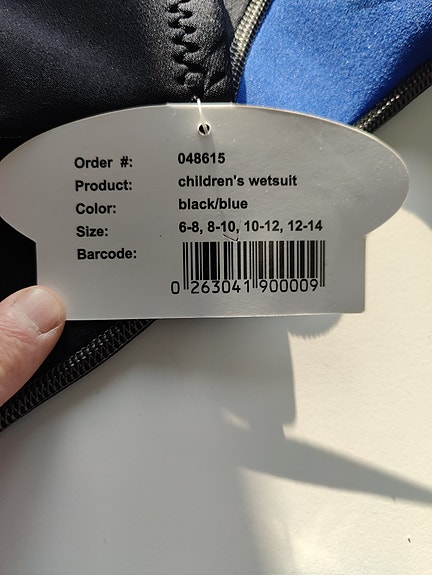 Order #: 048615
Product: children's wetsuit
Color: black/blue
Size: 6-8, 8-10, 10-12, 12-14
Barcode:
0 263041 900009